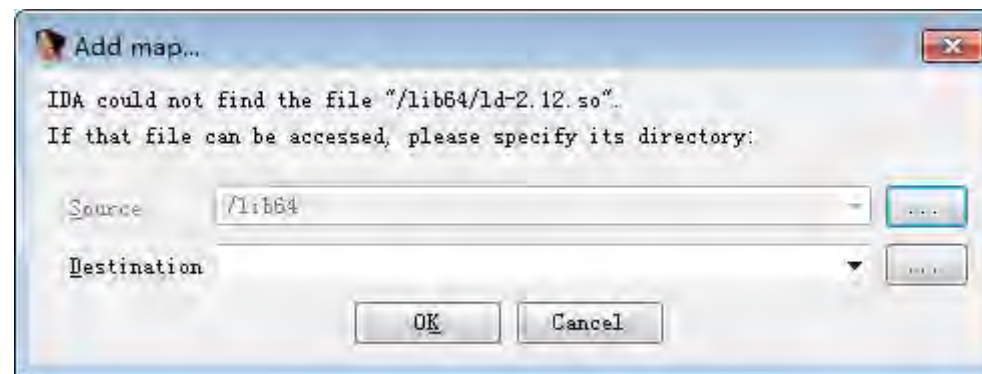 Add map...
IDA could not find the file "/lib64/ld-2.12.so".
If that file can be accessed, please specify its directory:
Source /lib64 ...
Destination ...
OK Cancel